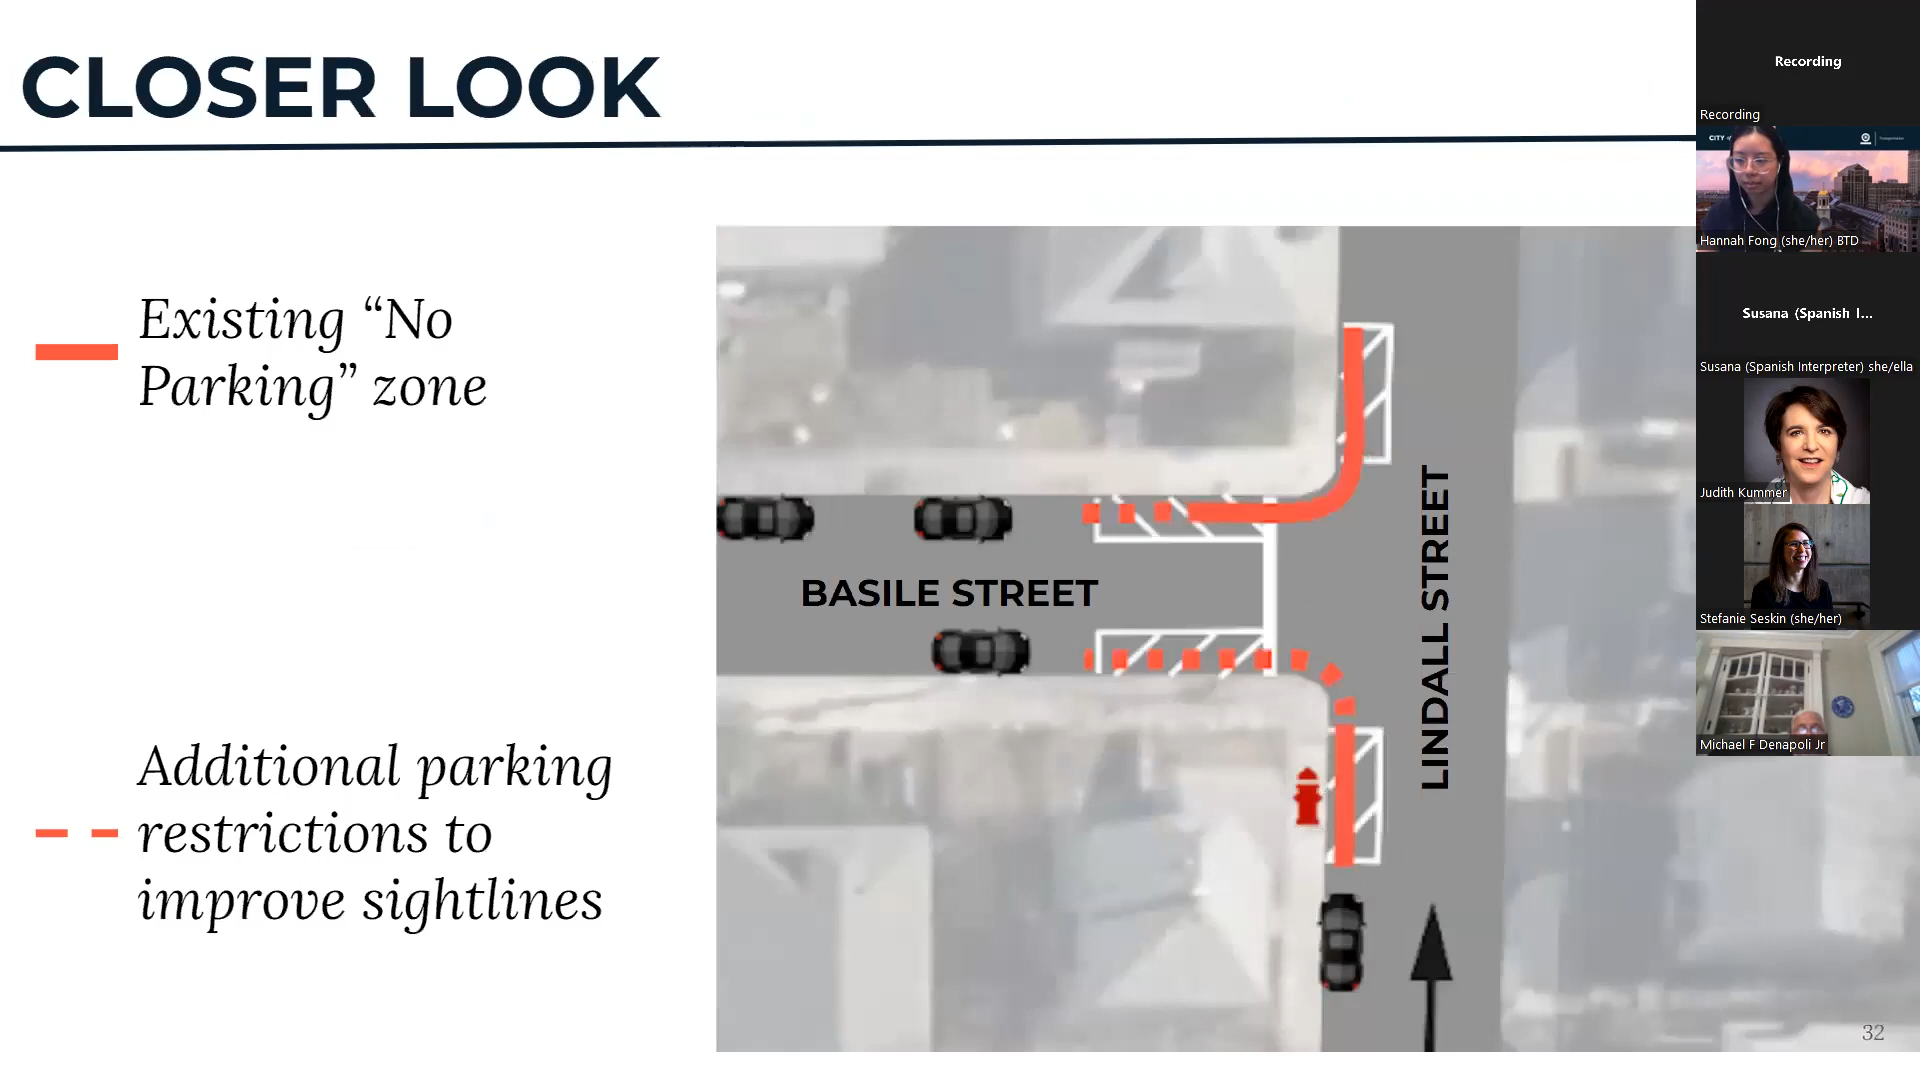 CLOSER LOOK
Existing “No
Parking” zone
Additional parking
restrictions to
improve sightlines
BASILE STREET
LINDALL STREET
32
Recording
Recording
CITY
Hannah Fong (she/her) BTD
Susana (Spanish I...
Susana (Spanish Interpreter) she/ella
Judith Kummer
Stefanie Seskin (she/her)
Michael F Denapoli Jr